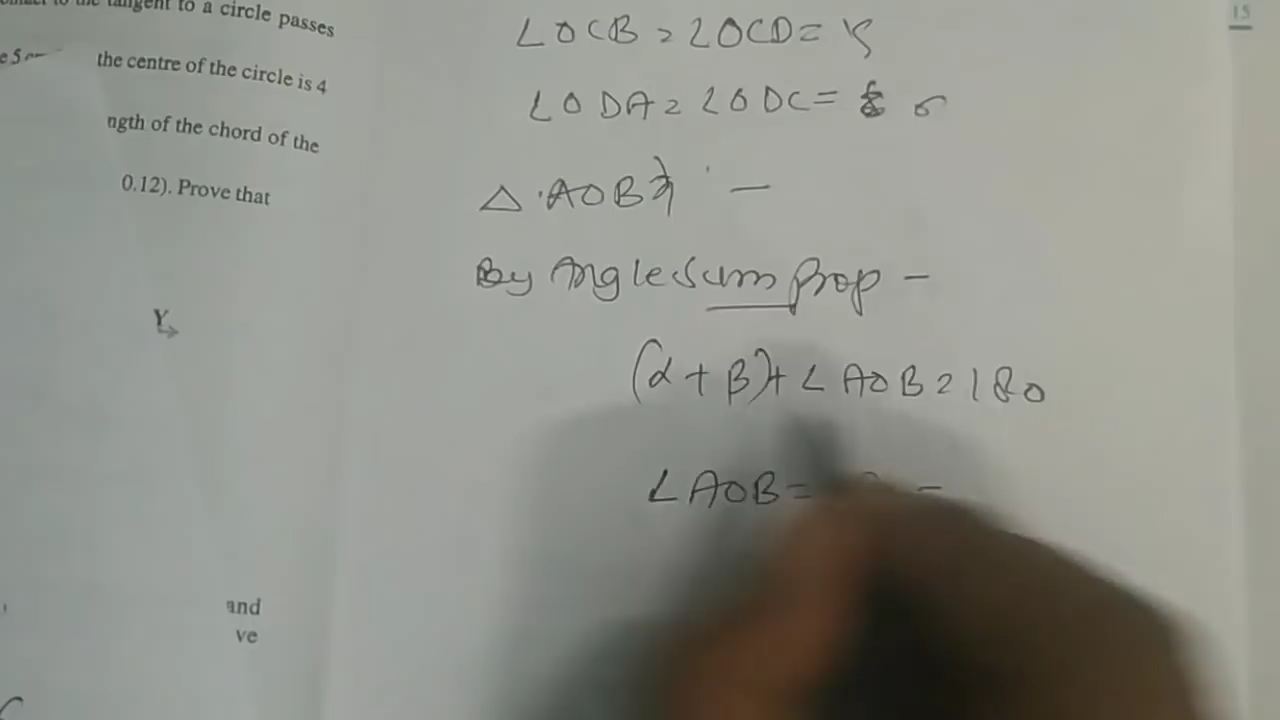 tangent to a circle passes
the centre of the circle is 4
ngth of the chord of the
0.12). Prove that
Y
and
ve
15
∠OCB = ∠OCD =
∠ODA = ∠ODC = σ
Δ AOB में —
By Angle Sum Prop —
(α + β) + ∠AOB = 180
∠AOB =